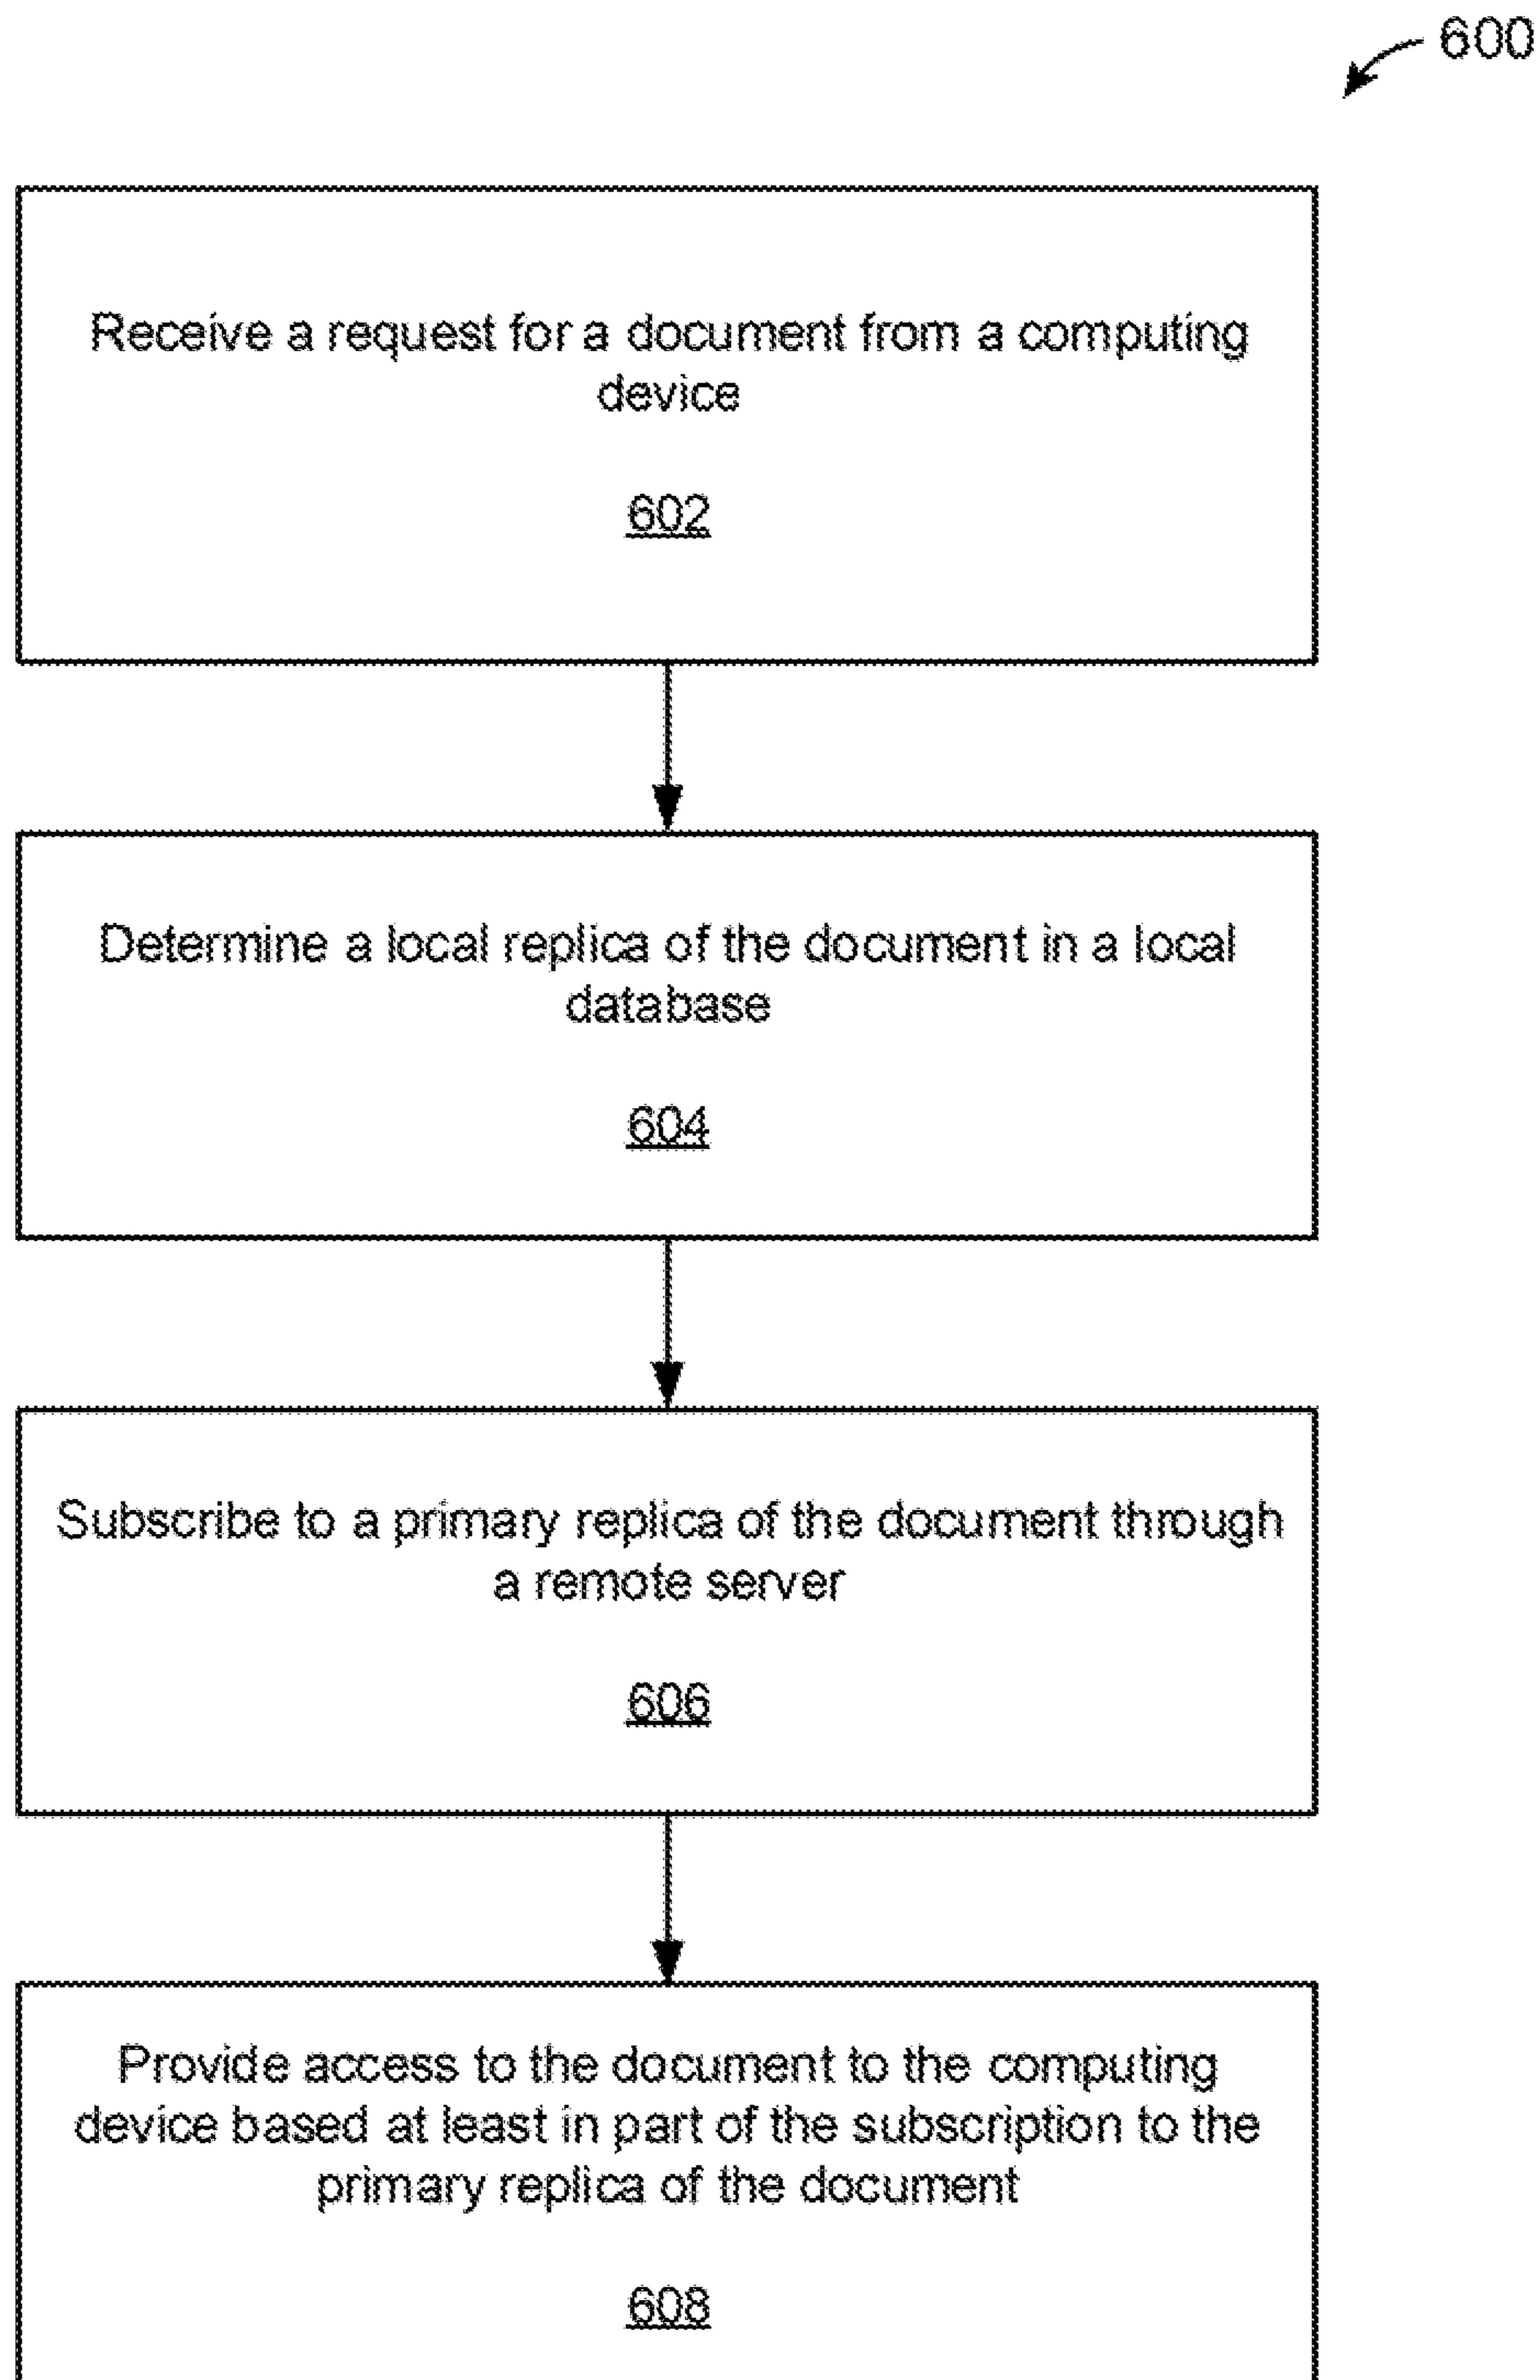 600
Receive a request for a document from a computing
device
602
Determine a local replica of the document in a local
database
604
Subscribe to a primary replica of the document through
a remote server
606
Provide access to the document to the computing
device based at least in part of the subscription to the
primary replica of the document
608